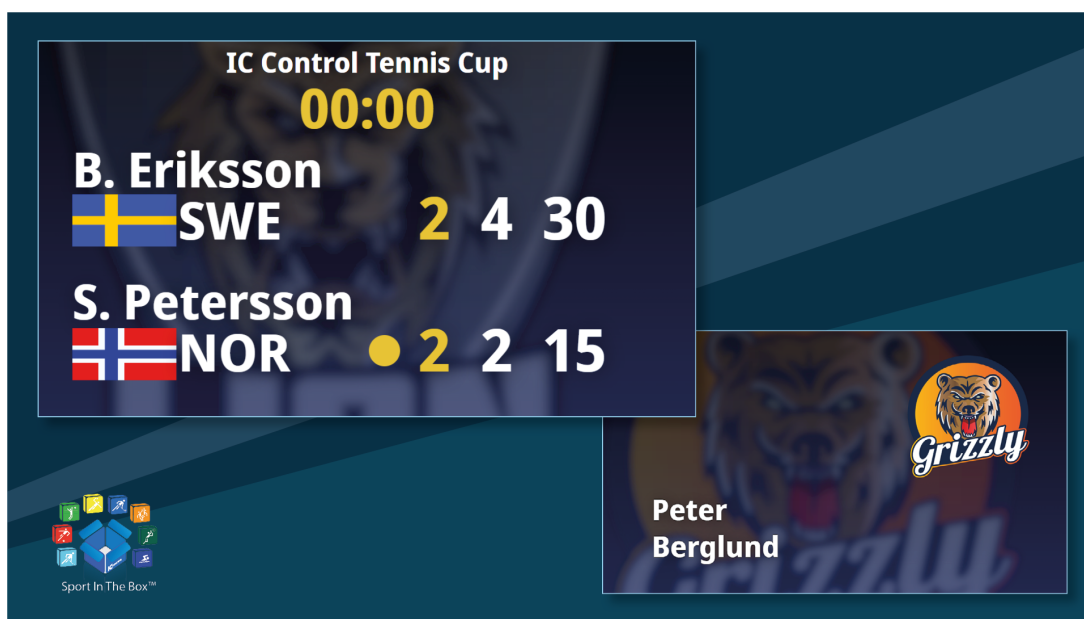 IC Control Tennis Cup
00:00
B. Eriksson
SWE 2 4 30
S. Petersson
NOR 2 2 15
Grizzly
Peter
Berglund
Sport In The Box™